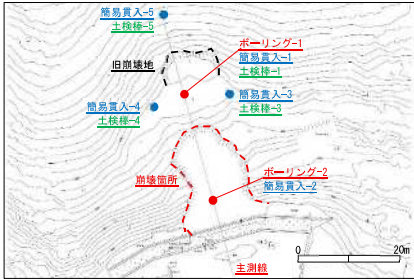 簡易貫入-5
土検棒-5
ボーリング-1
簡易貫入-1
土検棒-1
旧崩壊地
簡易貫入-3
土検棒-3
簡易貫入-4
土検棒-4
崩壊箇所
ボーリング-2
簡易貫入-2
主測線
0
20m